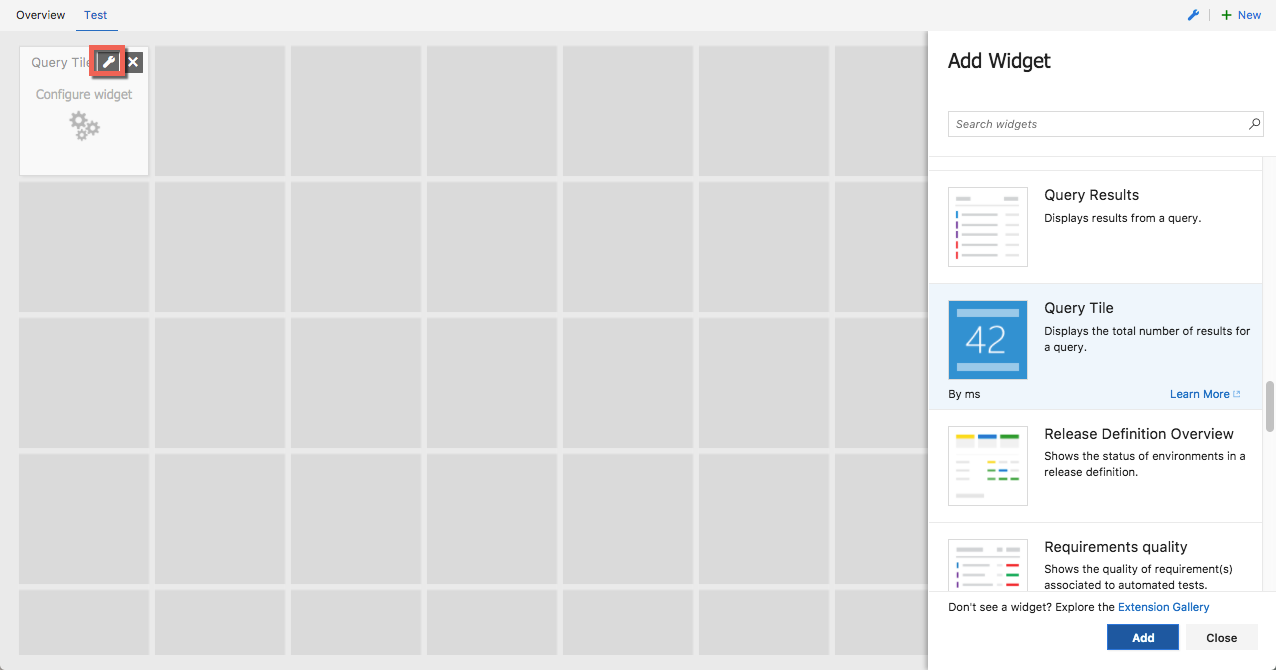 Overview Test
New
Query Tile
Configure widget
Add Widget
Search widgets
Query Results
Displays results from a query.
42
Query Tile
Displays the total number of results for
a query.
By ms
Learn More
Release Definition Overview
Shows the status of environments in a
release definition.
Requirements quality
Shows the quality of requirement(s)
associated to automated tests.
Don't see a widget? Explore the Extension Gallery
Add Close